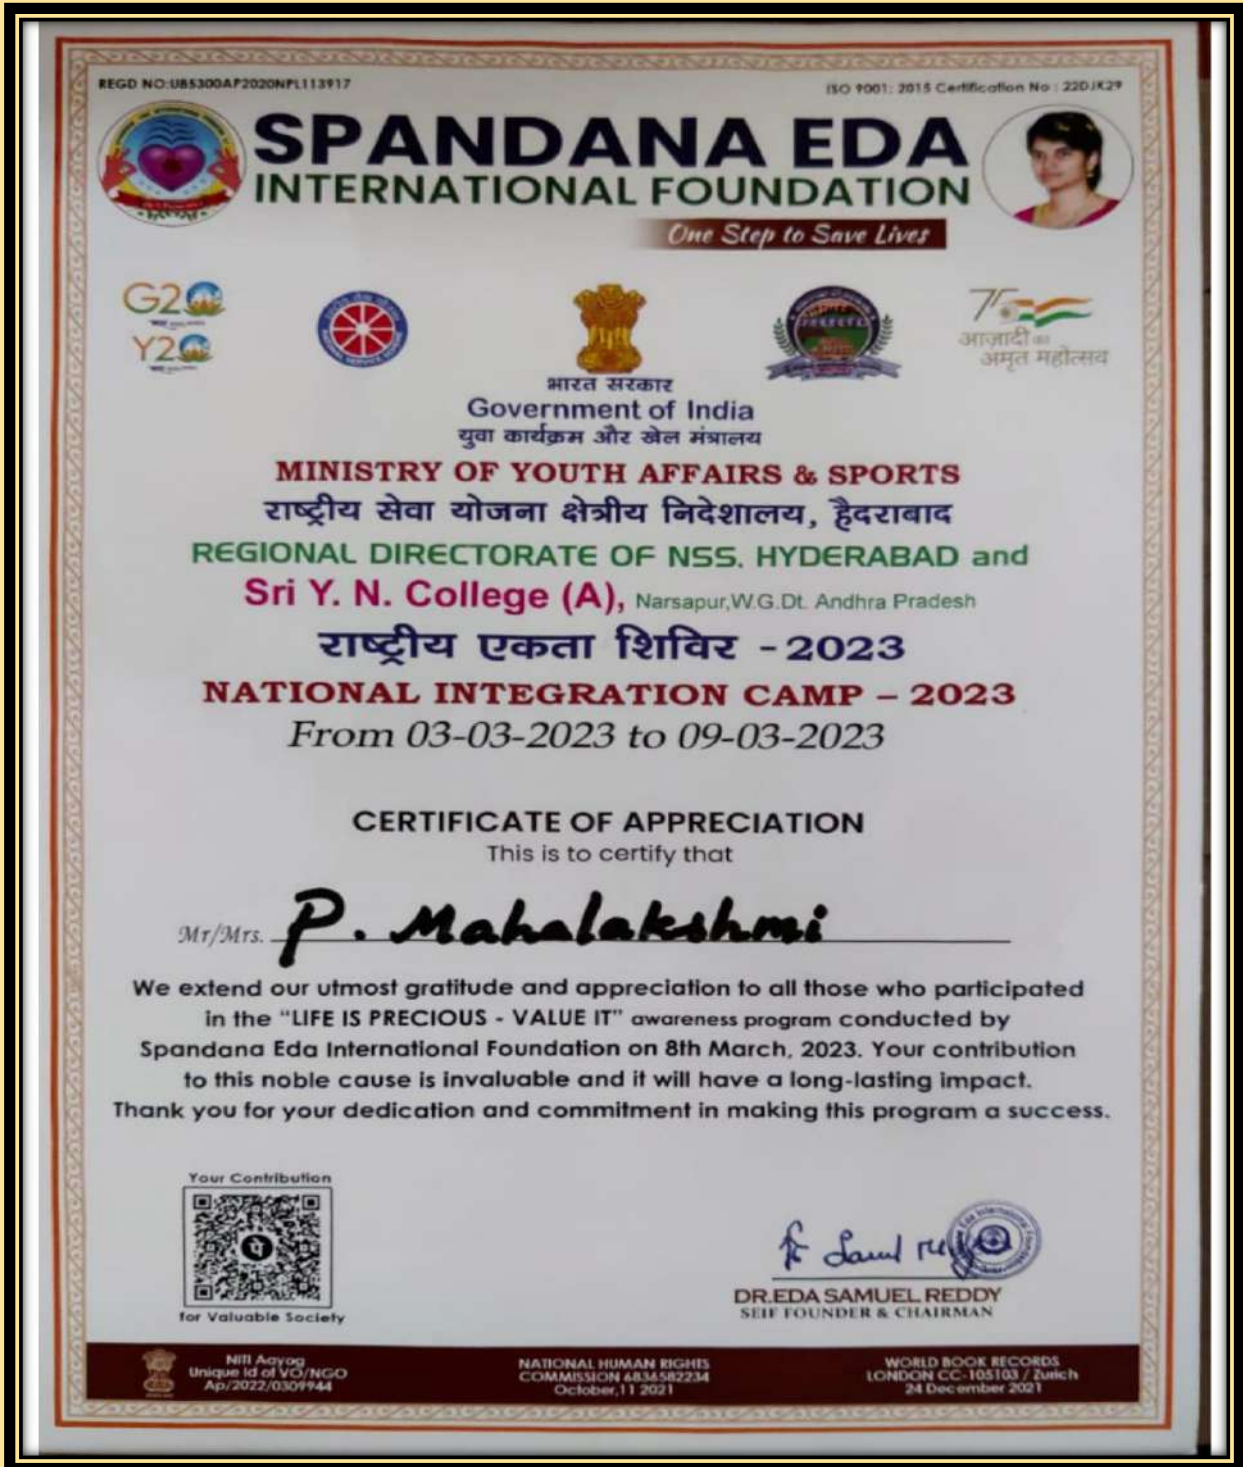 REGD NO:UB5300AP2020NPL113917
ISO 9001: 2015 Certification No : 22DJK29
SPANDANA EDA
INTERNATIONAL FOUNDATION
One Step to Save Lives
G20
Y20
75
आज़ादी का
अमृत महोत्सव
भारत सरकार
Government of India
युवा कार्यक्रम और खेल मंत्रालय
MINISTRY OF YOUTH AFFAIRS & SPORTS
राष्ट्रीय सेवा योजना क्षेत्रीय निदेशालय, हैदराबाद
REGIONAL DIRECTORATE OF NSS. HYDERABAD and
Sri Y. N. College (A), Narsapur,W.G.Dt. Andhra Pradesh
राष्ट्रीय एकता शिविर - 2023
NATIONAL INTEGRATION CAMP – 2023
From 03-03-2023 to 09-03-2023
CERTIFICATE OF APPRECIATION
This is to certify that
Mr/Mrs. P. Mahalakshmi
We extend our utmost gratitude and appreciation to all those who participated
in the “LIFE IS PRECIOUS - VALUE IT” awareness program conducted by
Spandana Eda International Foundation on 8th March, 2023. Your contribution
to this noble cause is invaluable and it will have a long-lasting impact.
Thank you for your dedication and commitment in making this program a success.
Your Contribution
पे
for Valuable Society
DR.EDA SAMUEL REDDY
SEIF FOUNDER & CHAIRMAN
NITI Aayog
Unique Id of VO/NGO
Ap/2022/0309944
NATIONAL HUMAN RIGHTS
COMMISSION 6836582234
October,11 2021
WORLD BOOK RECORDS
LONDON CC-105103 / Zurich
24 December 2021